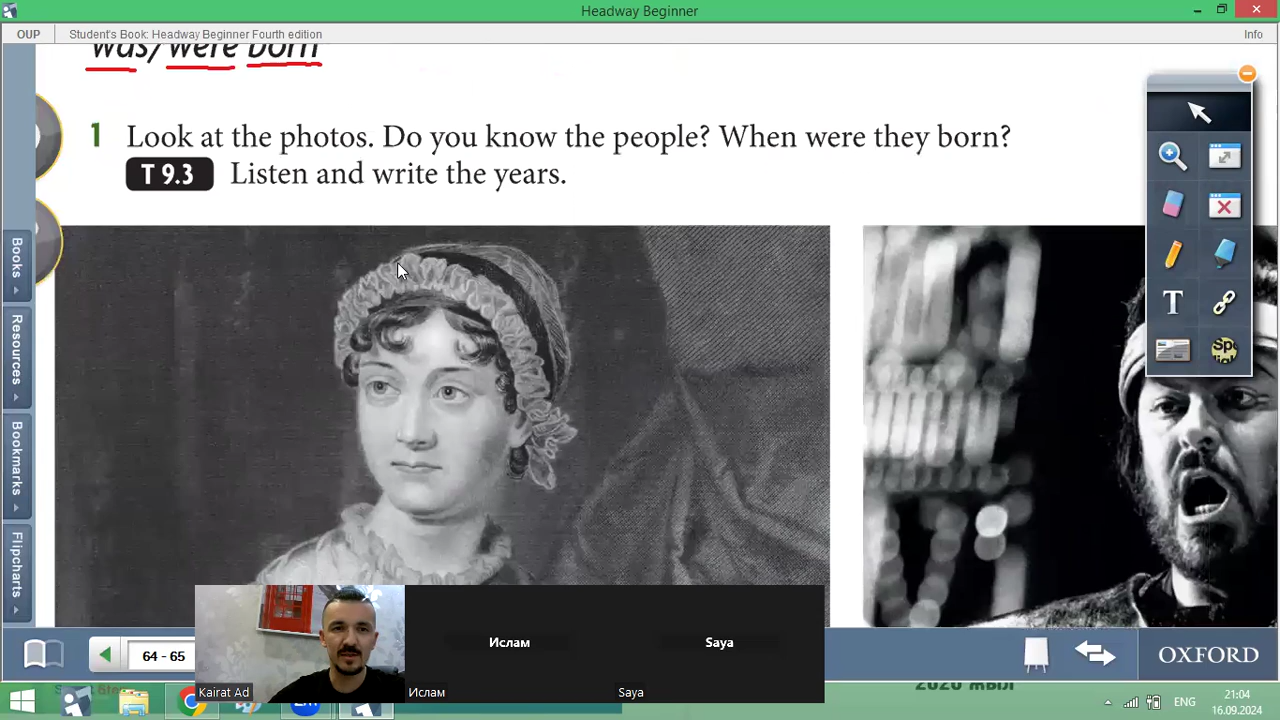 Headway Beginner
OUP
Student's Book: Headway Beginner Fourth edition
Info
was/were born
1 Look at the photos. Do you know the people? When were they born?
T 9.3 Listen and write the years.
Books
Resources
Bookmarks
Flipcharts
T
64 - 65
Ислам
Saya
Kairat Ad
Ислам
Saya
OXFORD
ENG
21:04
16.09.2024